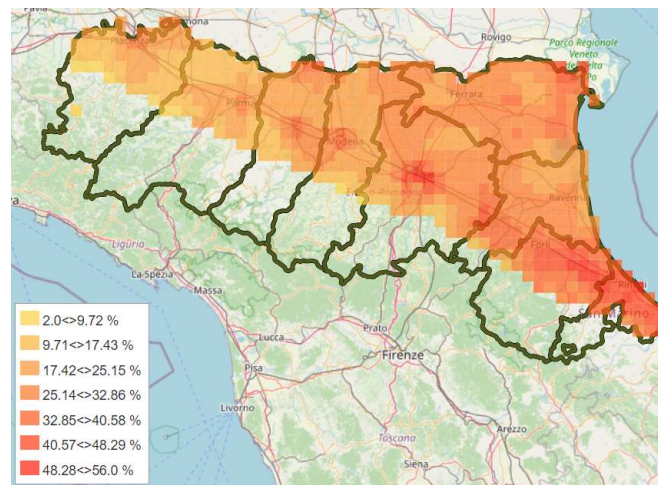 Pavia
Rovigo
Parco Regionale
Veneto
Piacenza
Ferrara
Parma
Modena
Ravenna
Forlì
Rimini
San Marino
Liguria
La Spezia
Massa
Lucca
Prato
Pisa
Firenze
Livorno
Arezzo
Toscana
Siena
2.0<>9.72 %
9.71<>17.43 %
17.42<>25.15 %
25.14<>32.86 %
32.85<>40.58 %
40.57<>48.29 %
48.28<>56.0 %